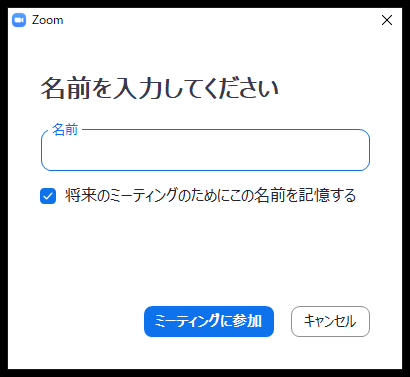 Zoom
名前を入力してください
名前
将来のミーティングのためにこの名前を記憶する
ミーティングに参加
キャンセル